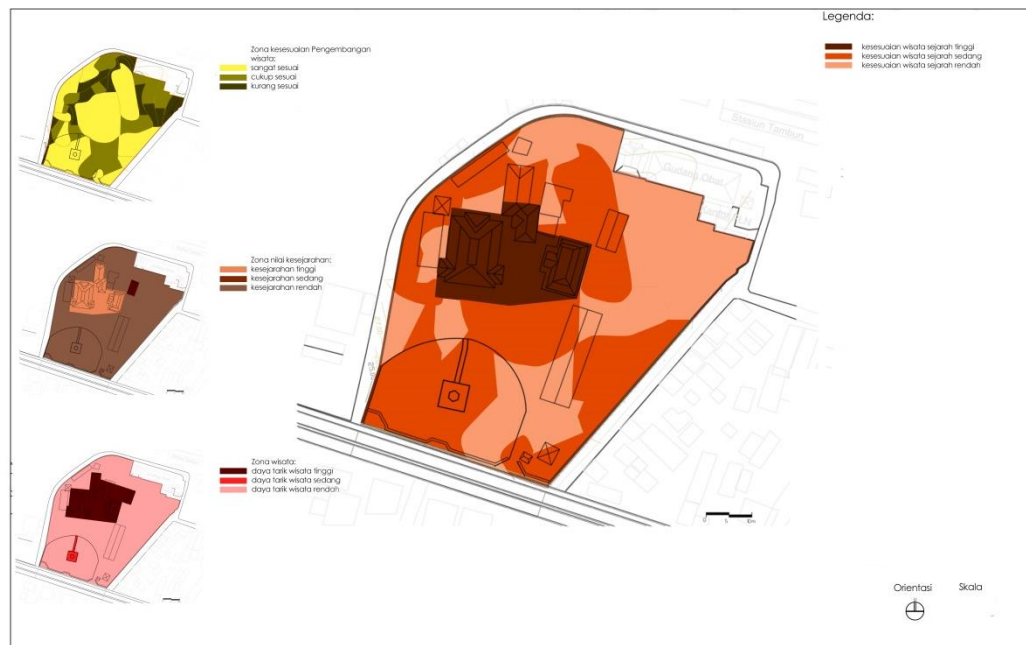 Legenda:
kesesuaian wisata sejarah tinggi
kesesuaian wisata sejarah sedang
kesesuaian wisata sejarah rendah
Zona kesesuaian Pengembangan
wisata:
sangat sesuai
cukup sesuai
kurang sesuai
Stasiun Tambun
Gudang Obat
Zona nilai kesejarahan:
kesejarahan tinggi
kesejarahan sedang
kesejarahan rendah
Zona wisata:
daya tarik wisata tinggi
daya tarik wisata sedang
daya tarik wisata rendah
0 5 10m
Orientasi
Skala